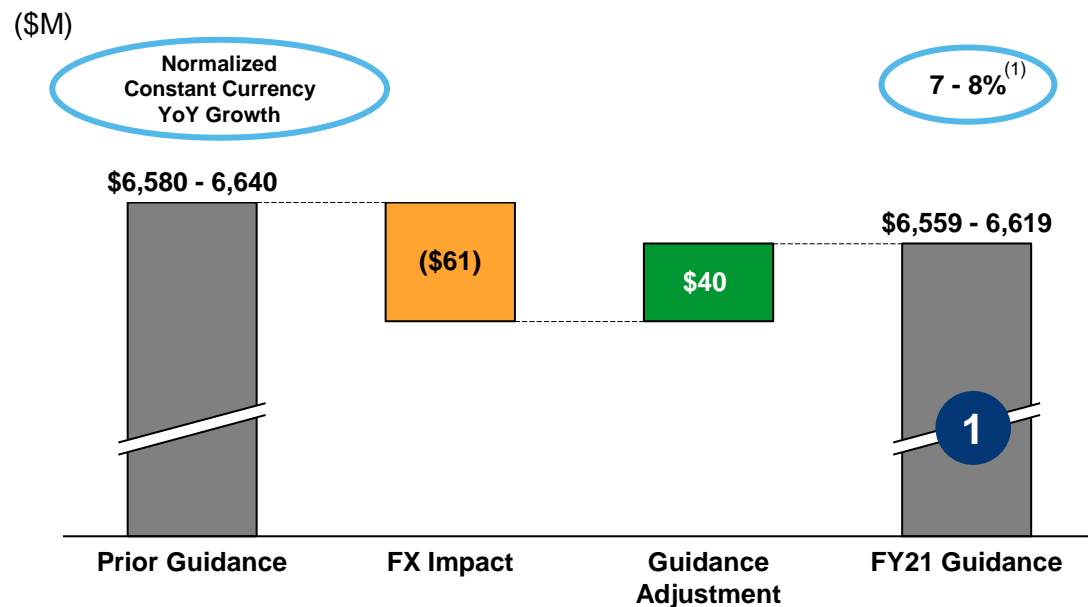 ($M)
Normalized
Constant Currency
YoY Growth
7 - 8%(1)
$6,580 - 6,640
$6,559 - 6,619
($61)
$40
1
Prior Guidance
FX Impact
Guidance
Adjustment
FY21 Guidance